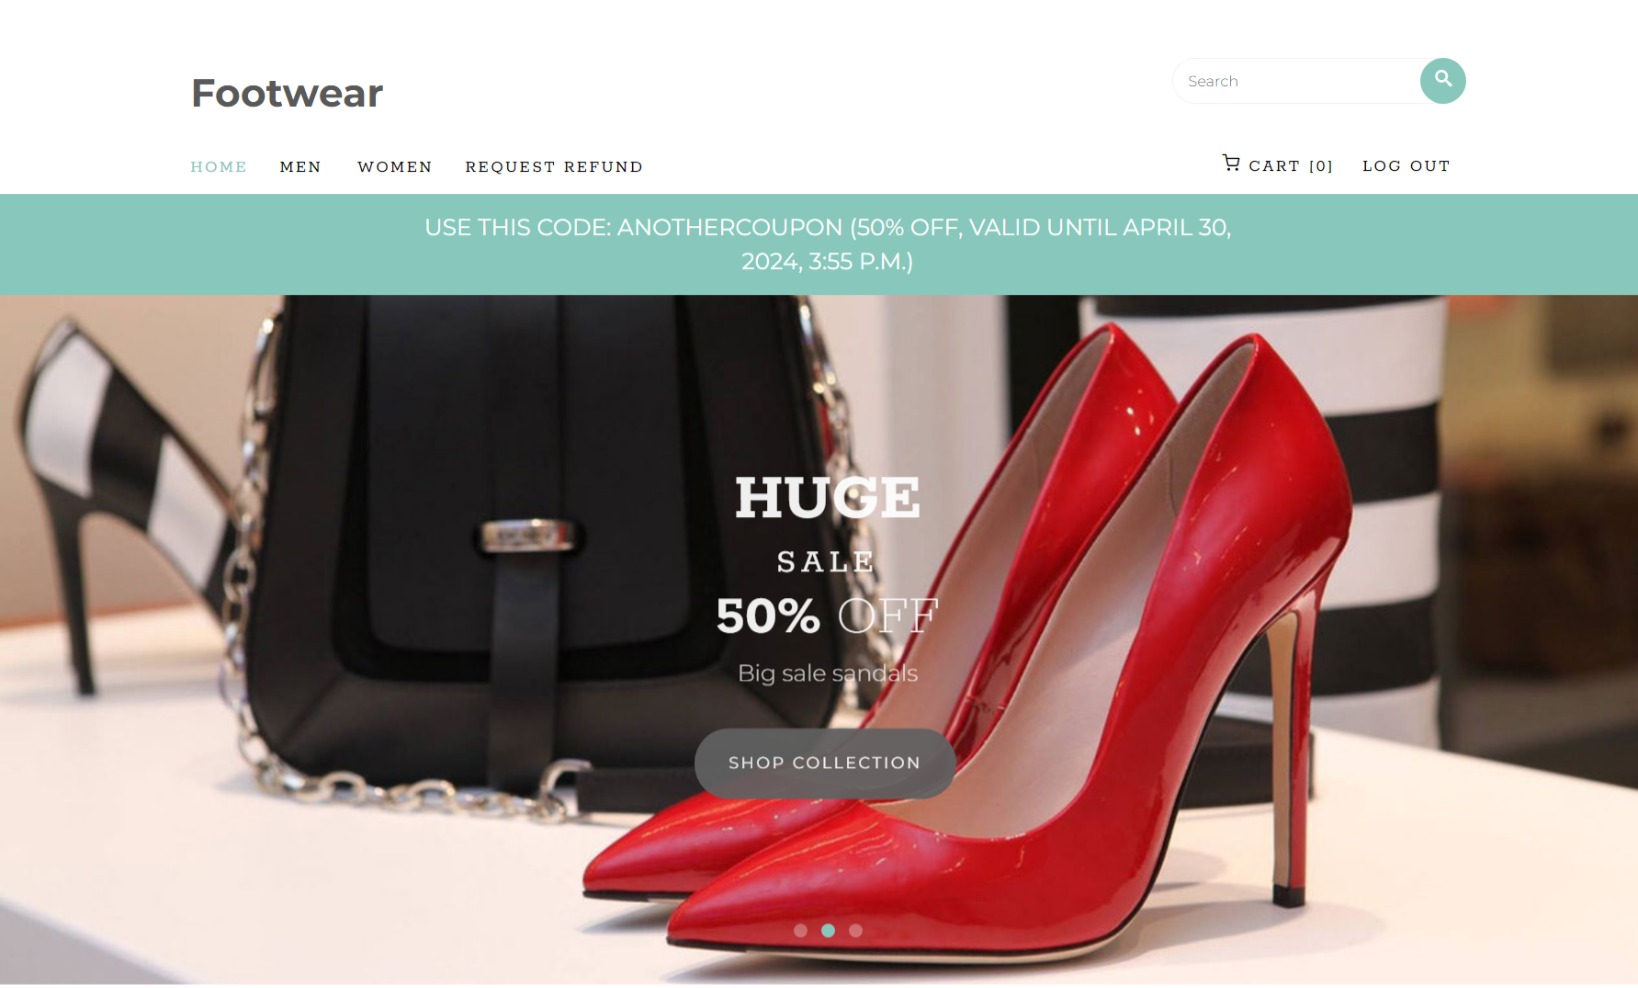 Footwear
Search
HOME MEN WOMEN REQUEST REFUND
CART [0] LOG OUT
USE THIS CODE: ANOTHERCOUPON (50% OFF, VALID UNTIL APRIL 30,
2024, 3:55 P.M.)
HUGE
SALE
50% OFF
Big sale sandals
SHOP COLLECTION